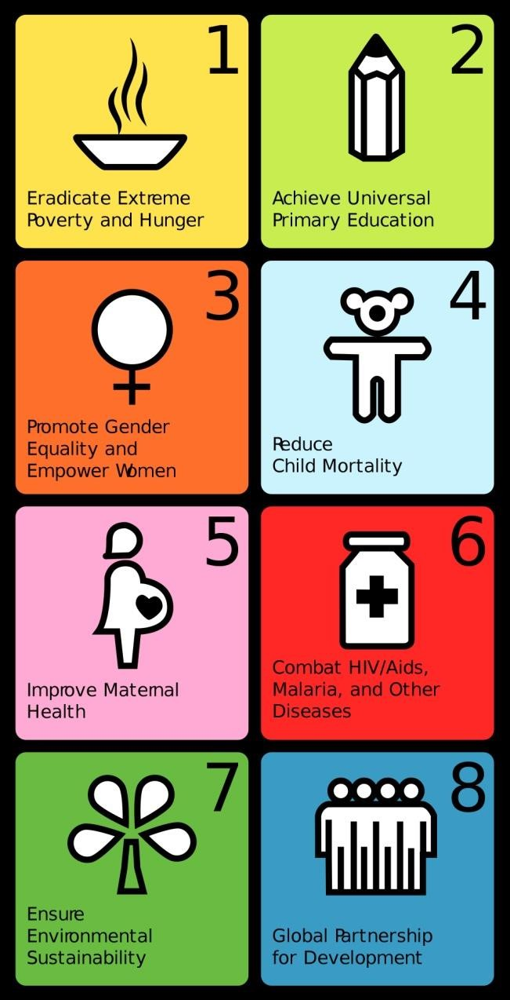 1
Eradicate Extreme
Poverty and Hunger
2
Achieve Universal
Primary Education
3
Promote Gender
Equality and
Empower Women
4
Reduce
Child Mortality
5
Improve Maternal
Health
6
Combat HIV/Aids,
Malaria, and Other
Diseases
7
Ensure
Environmental
Sustainability
8
Global Partnership
for Development